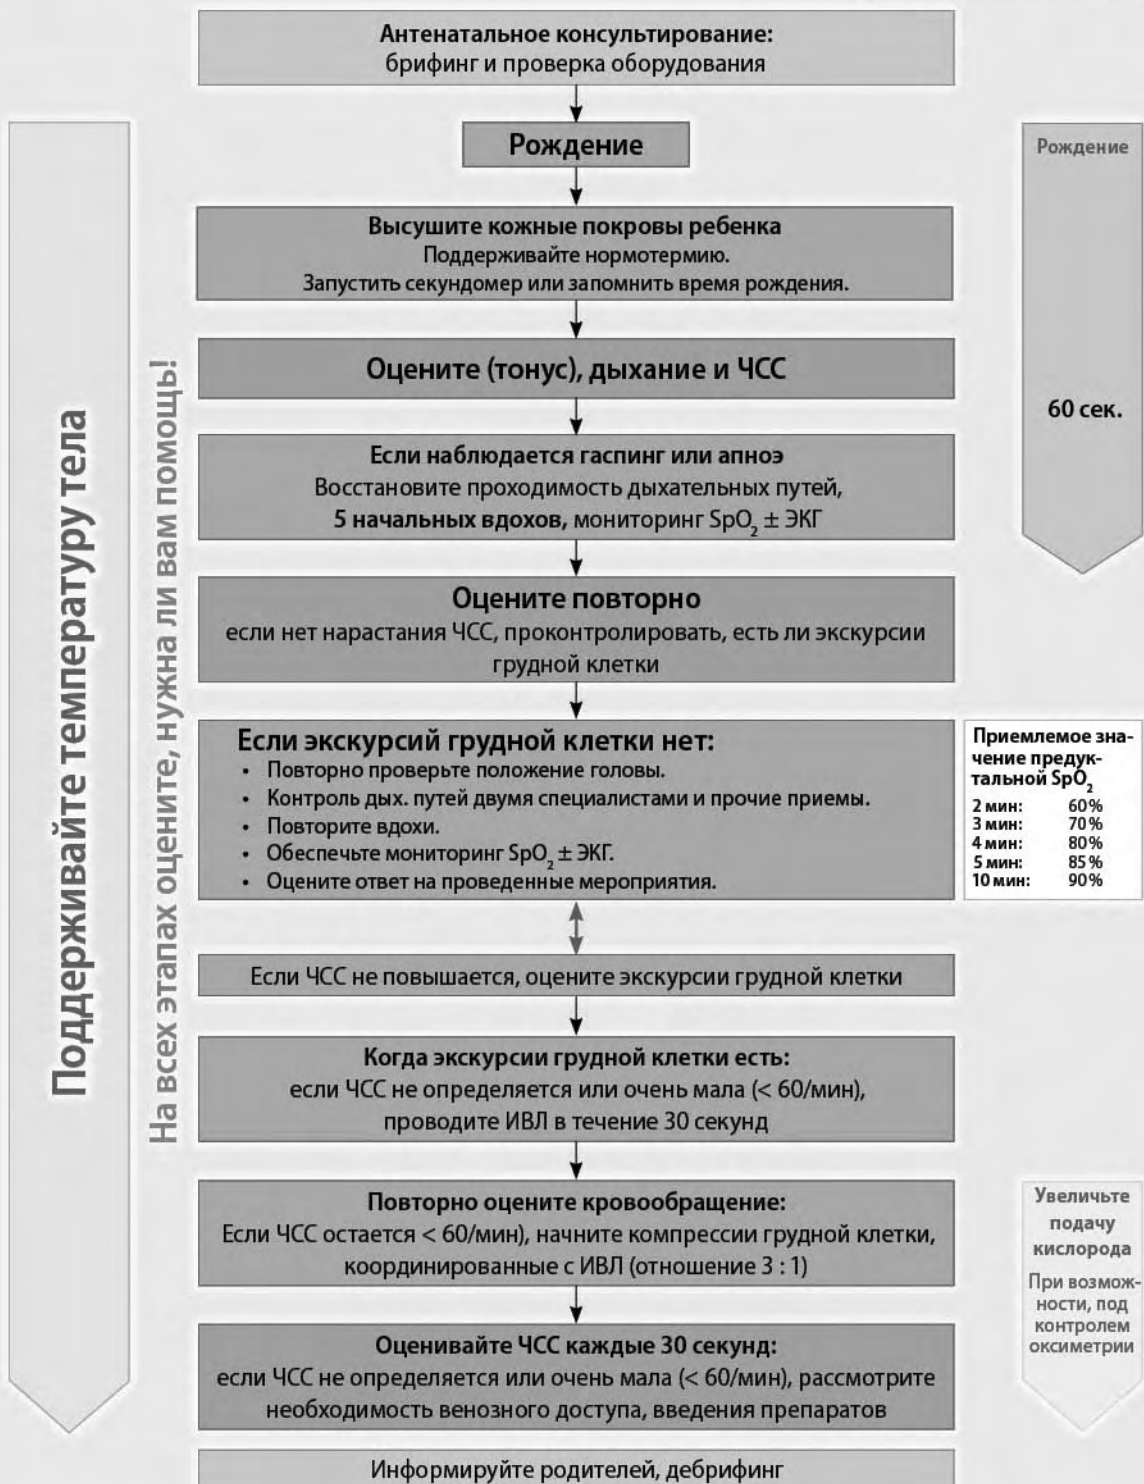 Антенатальное консультирование:
брифинг и проверка оборудования
Рождение
Высушите кожные покровы ребенка
Поддерживайте нормотермию.
Запустить секундомер или запомнить время рождения.
Оцените (тонус), дыхание и ЧСС
Если наблюдается гаспинг или апноэ
Восстановите проходимость дыхательных путей,
5 начальных вдохов, мониторинг SpO₂ ± ЭКГ
Оцените повторно
если нет нарастания ЧСС, проконтролировать, есть ли экскурсии
грудной клетки
Если экскурсий грудной клетки нет:
• Повторно проверьте положение головы.
• Контроль дых. путей двумя специалистами и прочие приемы.
• Повторите вдохи.
• Обеспечьте мониторинг SpO₂ ± ЭКГ.
• Оцените ответ на проведенные мероприятия.
Если ЧСС не повышается, оцените экскурсии грудной клетки
Когда экскурсии грудной клетки есть:
если ЧСС не определяется или очень мала (< 60/мин),
проводите ИВЛ в течение 30 секунд
Повторно оцените кровообращение:
Если ЧСС остается < 60/мин), начните компрессии грудной клетки,
координированные с ИВЛ (отношение 3 : 1)
Оценивайте ЧСС каждые 30 секунд:
если ЧСС не определяется или очень мала (< 60/мин), рассмотрите
необходимость венозного доступа, введения препаратов
Информируйте родителей, дебрифинг
Поддерживайте температуру тела
На всех этапах оцените, нужна ли вам помощь!
Рождение
60 сек.
Приемлемое зна-
чение предук-
тальной SpO₂
2 мин: 60%
3 мин: 70%
4 мин: 80%
5 мин: 85%
10 мин: 90%
Увеличьте
подачу
кислорода
При возмож-
ности, под
контролем
оксиметрии